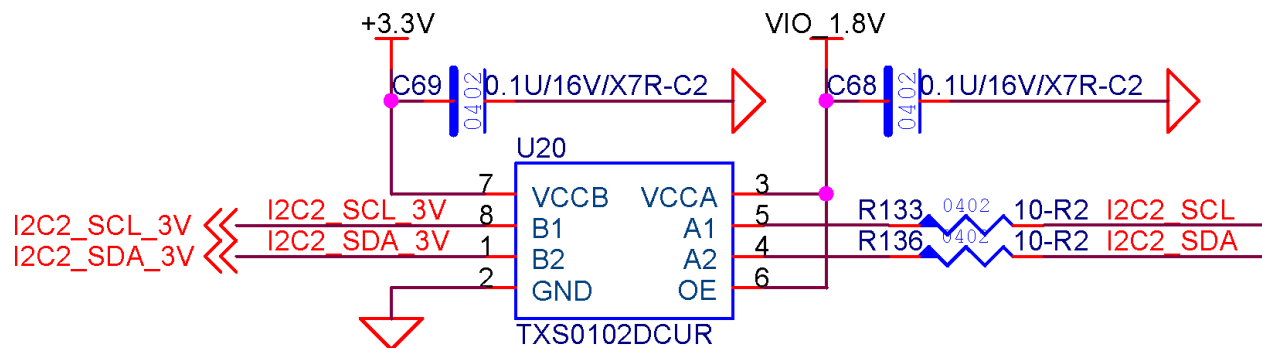 +3.3V VIO_1.8V
C69 0402 0.1U/16V/X7R-C2 C68 0402 0.1U/16V/X7R-C2
U20
7 VCCB VCCA 3
I2C2_SCL_3V I2C2_SCL_3V 8 B1 A1 5 R133 0402 10-R2 I2C2_SCL
I2C2_SDA_3V I2C2_SDA_3V 1 B2 A2 4 R136 0402 10-R2 I2C2_SDA
2 GND OE 6
TXS0102DCUR